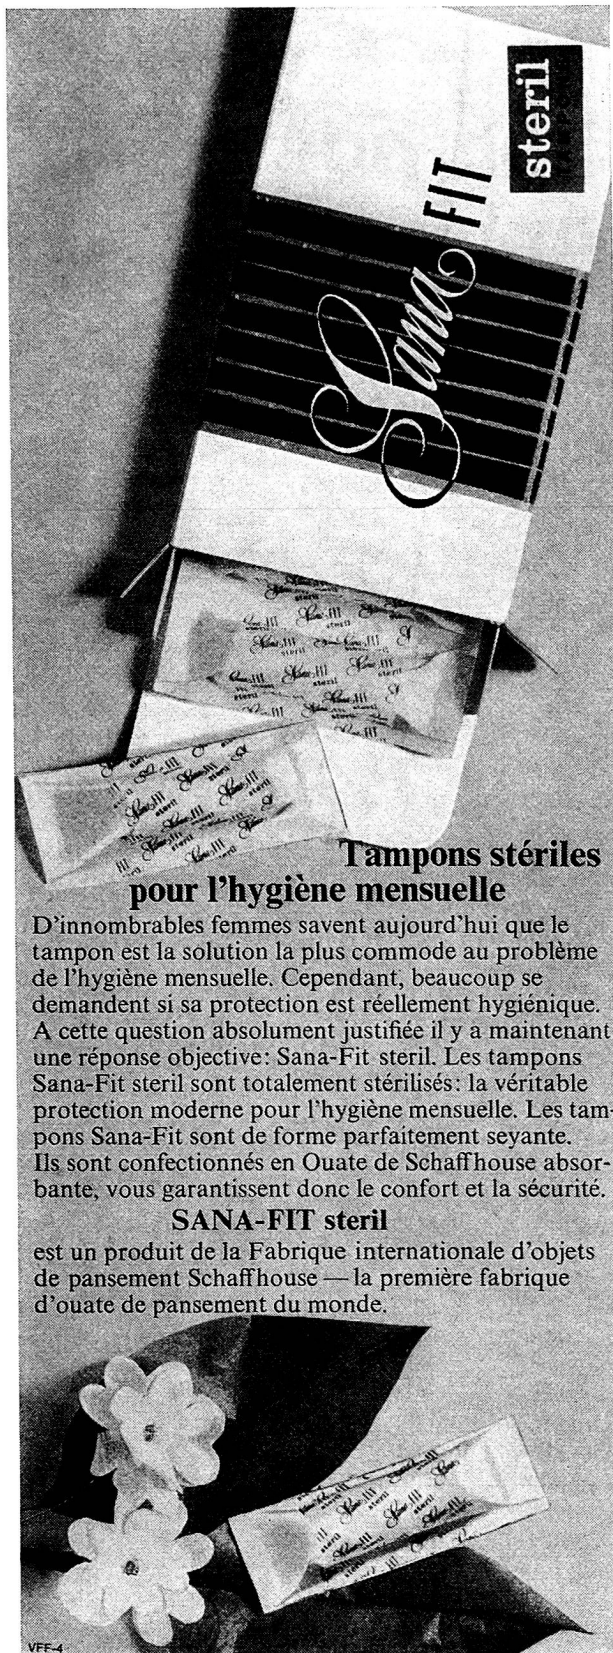 steril
Sana FIT
Tampons stériles
pour l'hygiène mensuelle
D'innombrables femmes savent aujourd'hui que le
tampon est la solution la plus commode au problème
de l'hygiène mensuelle. Cependant, beaucoup se
demandent si sa protection est réellement hygiénique.
A cette question absolument justifiée il y a maintenant
une réponse objective: Sana-Fit steril. Les tampons
Sana-Fit steril sont totalement stérilisés: la véritable
protection moderne pour l'hygiène mensuelle. Les tam-
pons Sana-Fit sont de forme parfaitement seyante.
Ils sont confectionnés en Ouate de Schaffhouse absor-
bante, vous garantissent donc le confort et la sécurité.
SANA-FIT steril
est un produit de la Fabrique internationale d'objets
de pansement Schaffhouse — la première fabrique
d'ouate de pansement du monde.
VFF-4